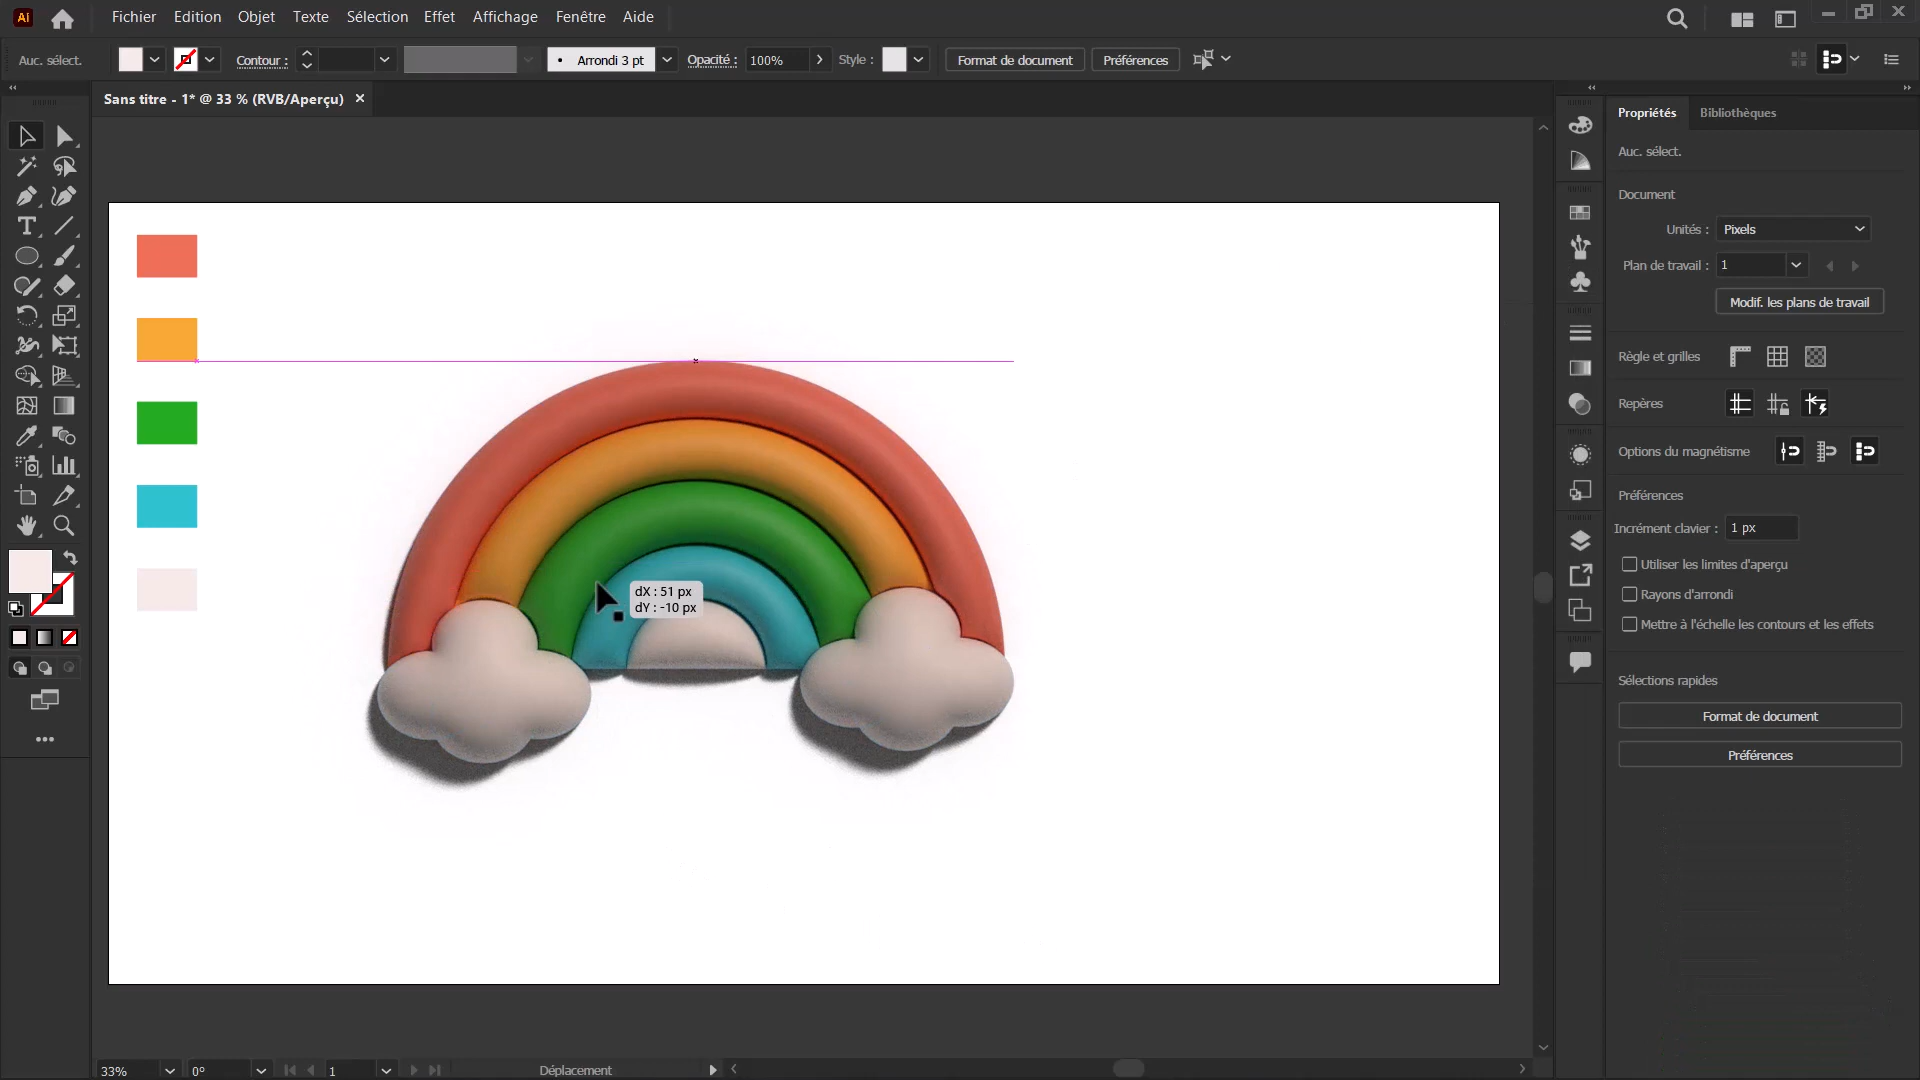 Ai Fichier Edition Objet Texte Sélection Effet Affichage Fenêtre Aide
Auc. sélect. Contour : Arrondi 3 pt Opacité : 100% Style : Format de document Préférences
Sans titre - 1* @ 33 % (RVB/Aperçu)
Propriétés Bibliothèques
Auc. sélect.
Document
Unités : Pixels
Plan de travail : 1
Modif. les plans de travail
Règle et grilles
Repères
Options du magnétisme
Préférences
Incrément clavier : 1 px
Utiliser les limites d'aperçu
Rayons d'arrondi
Mettre à l'échelle les contours et les effets
Sélections rapides
Format de document
Préférences
dX : 51 px
dY : -10 px
33% 0° 1 Déplacement